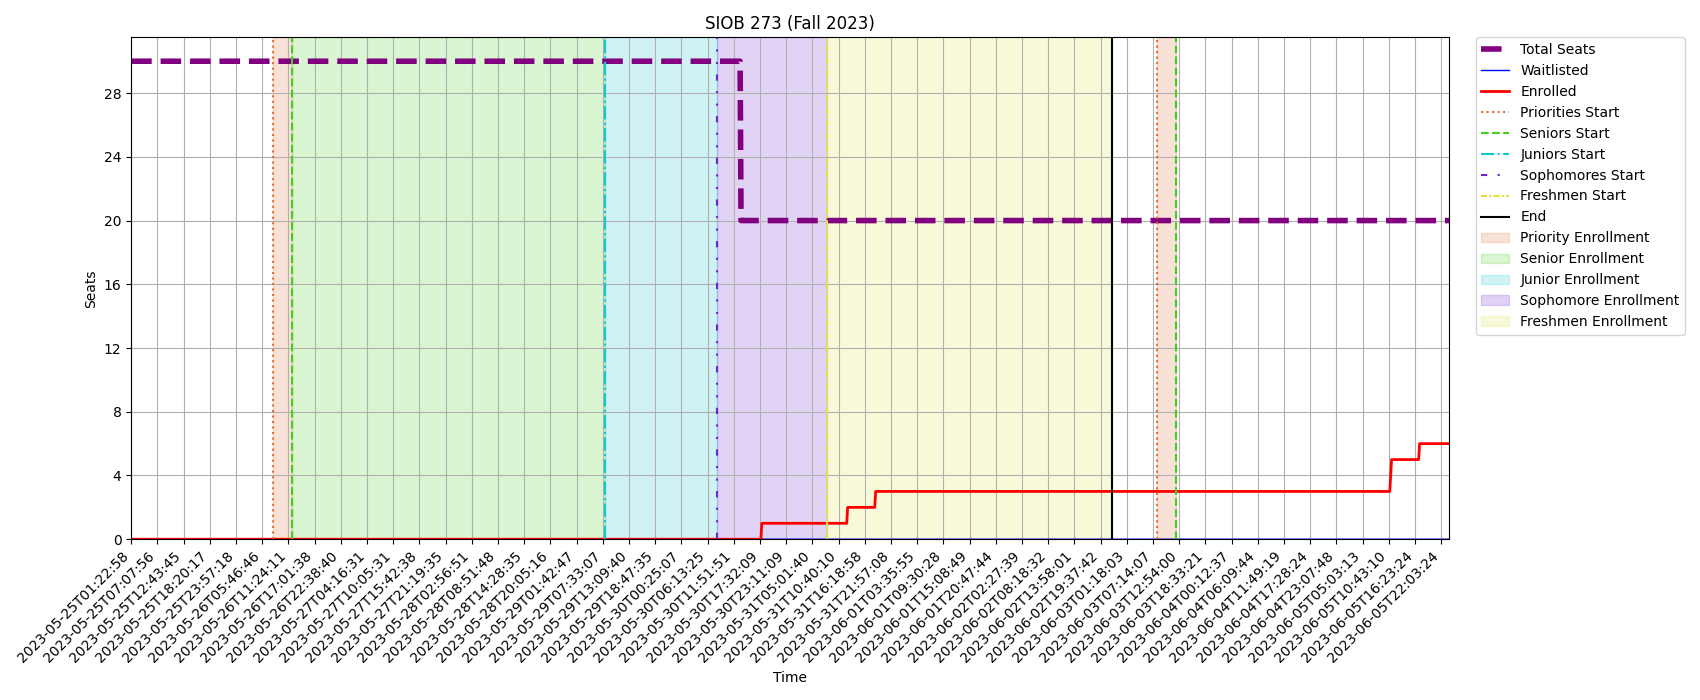 SIOB 273 (Fall 2023)
Total Seats
Waitlisted
Enrolled
Priorities Start
Seniors Start
Juniors Start
Sophomores Start
Freshmen Start
End
Priority Enrollment
Senior Enrollment
Junior Enrollment
Sophomore Enrollment
Freshmen Enrollment
Seats
28
24
20
16
12
8
4
0
2023-05-25T01:22:58
2023-05-25T07:07:56
2023-05-25T12:43:45
2023-05-25T18:20:17
2023-05-25T23:57:18
2023-05-26T05:46:46
2023-05-26T11:24:11
2023-05-26T17:01:38
2023-05-26T22:38:40
2023-05-27T04:16:31
2023-05-27T10:05:31
2023-05-27T15:42:38
2023-05-27T21:19:35
2023-05-28T02:56:51
2023-05-28T08:51:48
2023-05-28T14:28:35
2023-05-28T20:05:16
2023-05-29T01:42:47
2023-05-29T07:33:07
2023-05-29T13:09:40
2023-05-29T18:47:35
2023-05-30T00:25:07
2023-05-30T06:13:25
2023-05-30T11:51:51
2023-05-30T17:32:09
2023-05-30T23:11:09
2023-05-31T05:01:40
2023-05-31T10:40:10
2023-05-31T16:18:58
2023-05-31T21:57:08
2023-06-01T03:35:55
2023-06-01T09:30:28
2023-06-01T15:08:49
2023-06-01T20:47:44
2023-06-02T02:27:39
2023-06-02T08:18:32
2023-06-02T13:58:01
2023-06-02T19:37:42
2023-06-03T01:18:03
2023-06-03T07:14:07
2023-06-03T12:54:00
2023-06-03T18:33:21
2023-06-04T00:12:37
2023-06-04T06:09:44
2023-06-04T11:49:19
2023-06-04T17:28:24
2023-06-04T23:07:48
2023-06-05T05:03:13
2023-06-05T10:43:10
2023-06-05T16:23:24
2023-06-05T22:03:24
Time